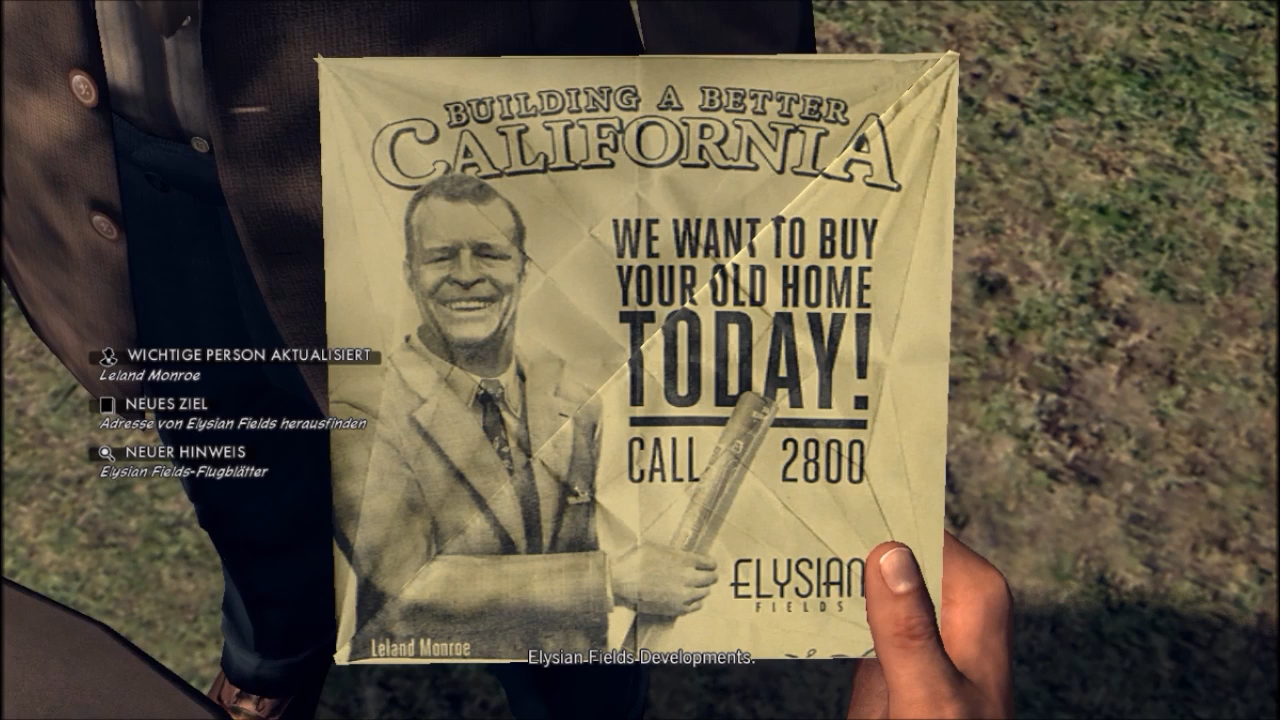 BUILDING A BETTER
CALIFORNIA
WE WANT TO BUY
YOUR OLD HOME
TODAY!
CALL 2800
ELYSIAN
FIELDS
Leland Monroe
WICHTIGE PERSON AKTUALISIERT
Leland Monroe
NEUES ZIEL
Adresse von Elysian Fields herausfinden
NEUER HINWEIS
Elysian Fields-Flugblätter
Elysian Fields Developments.